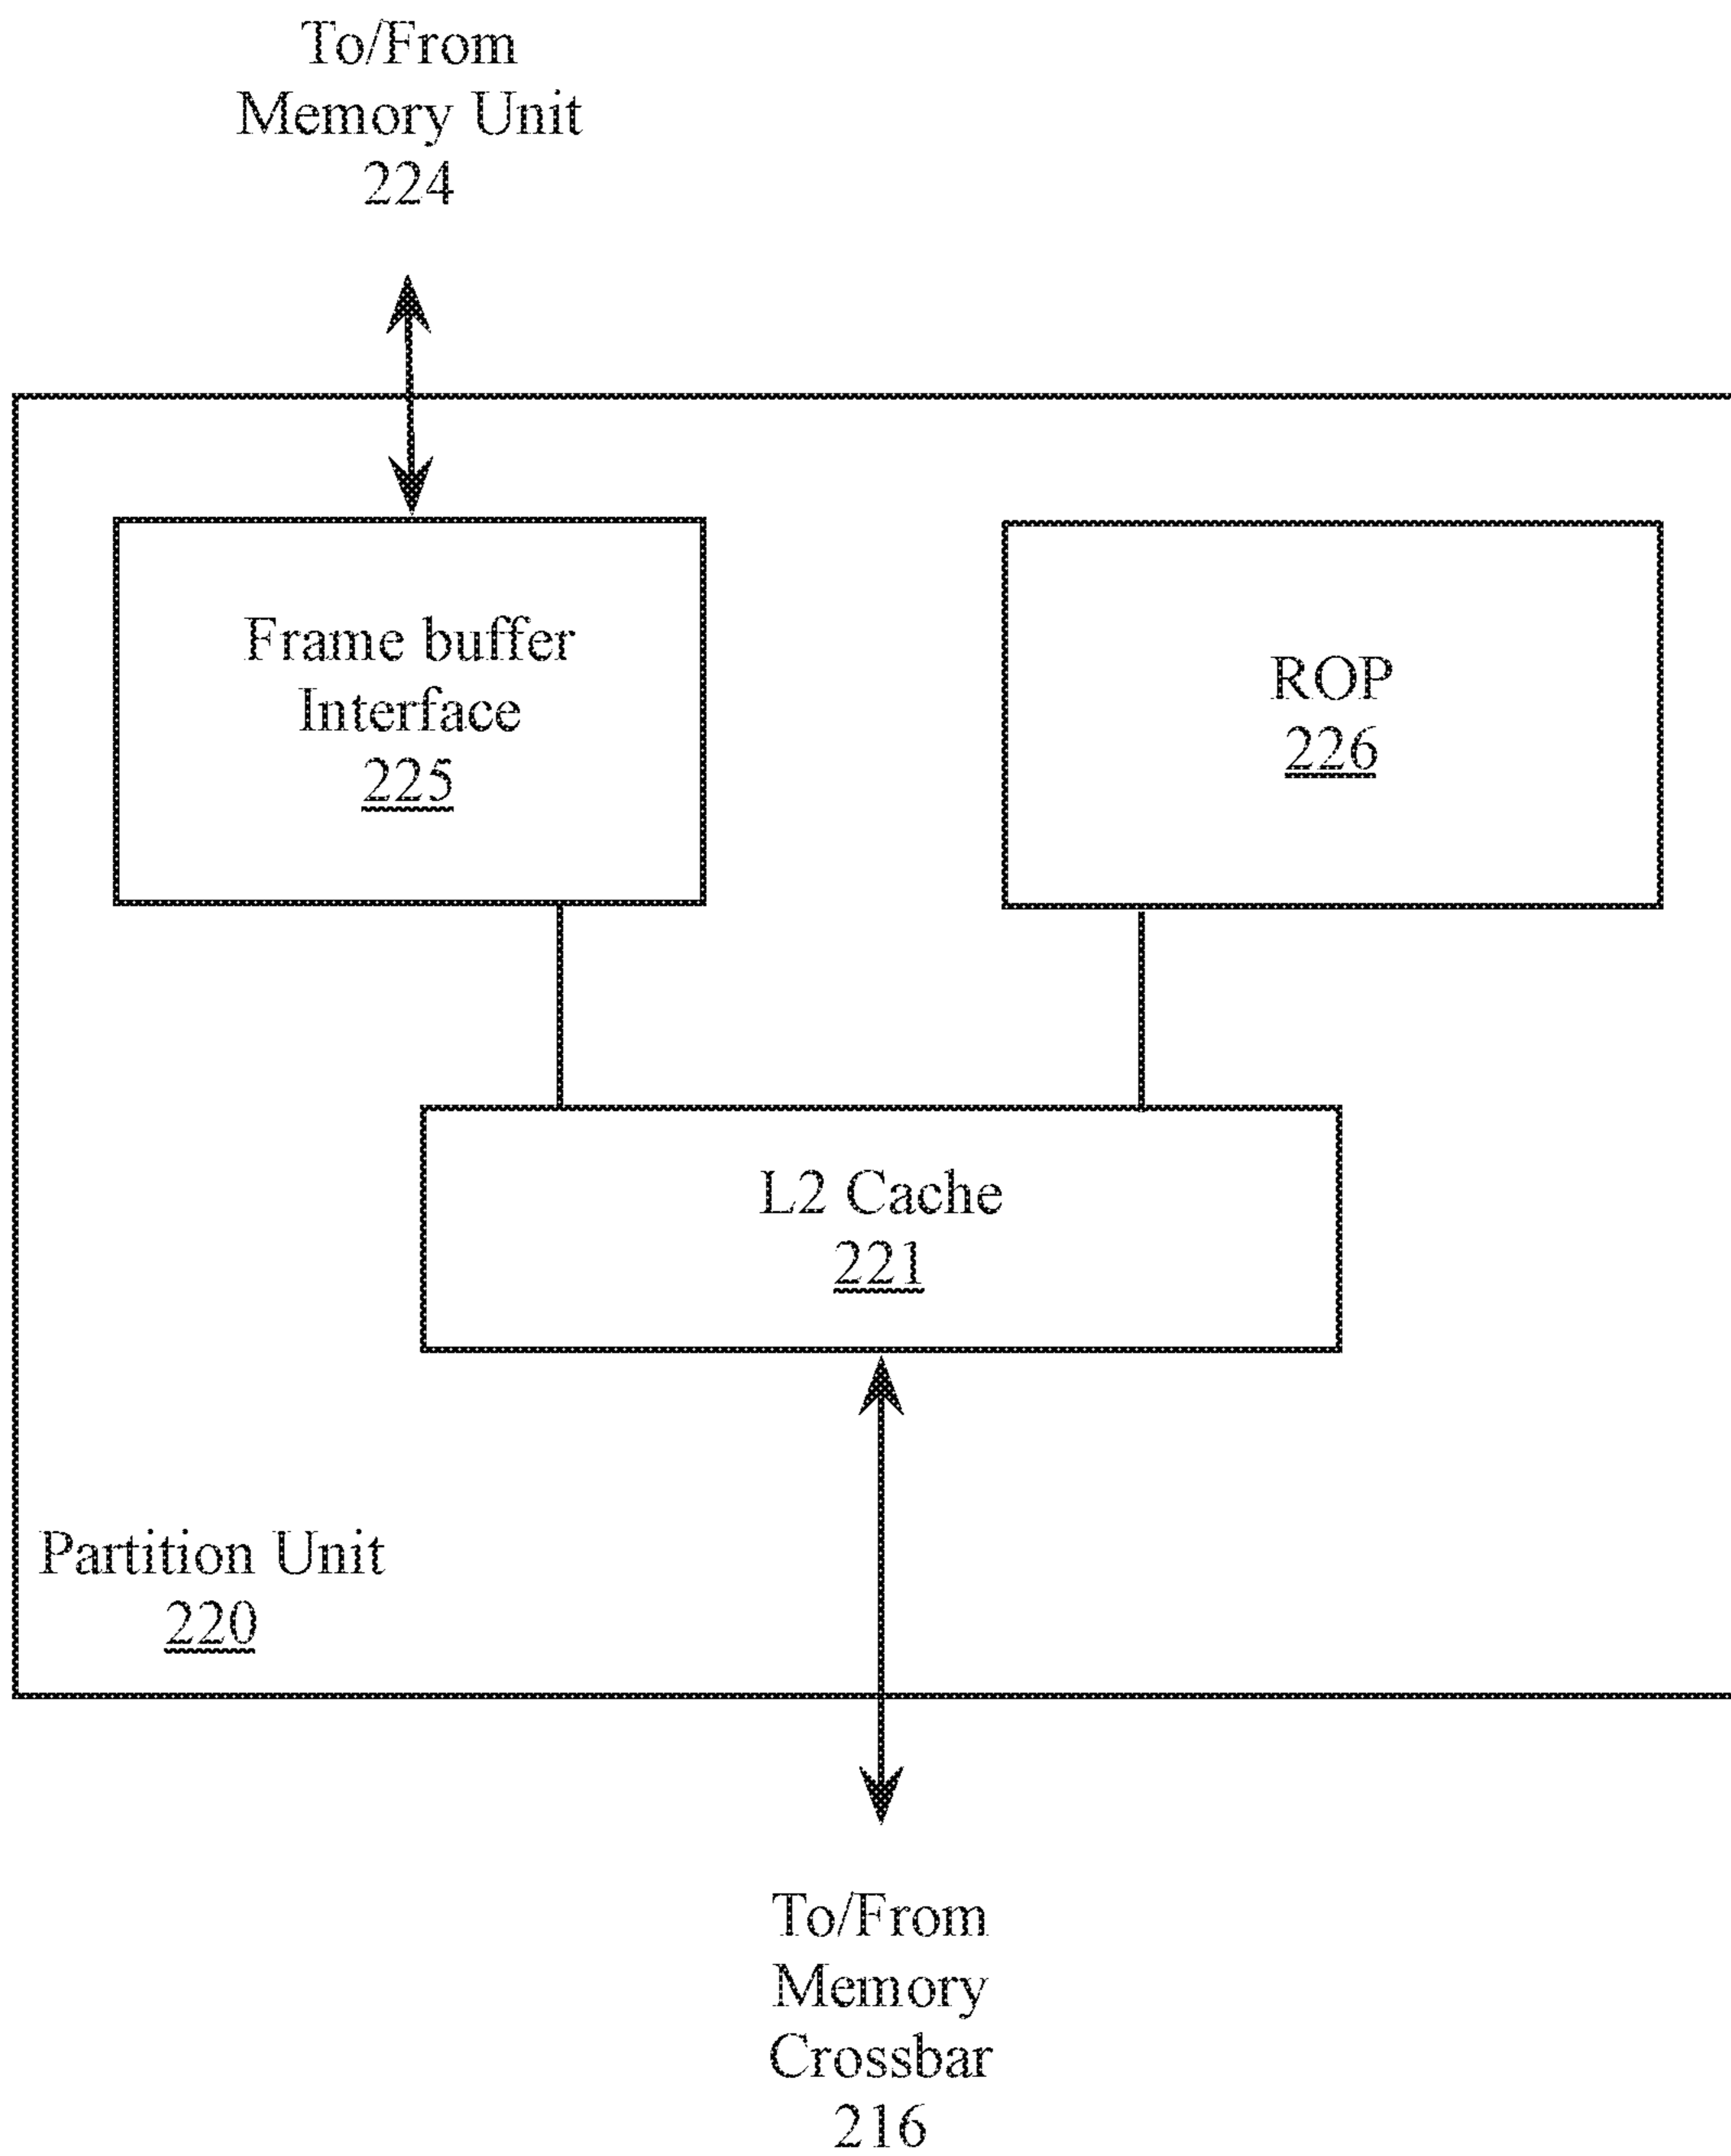 To/From
Memory Unit
224
Frame buffer
Interface
225
ROP
226
L2 Cache
221
Partition Unit
220
To/From
Memory
Crossbar
216